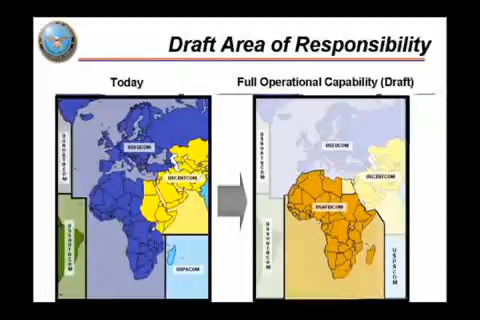 Draft Area of Responsibility
Today
Full Operational Capability (Draft)
USNORTHCOM
USEUCOM
USCENTCOM
USSOUTHCOM
USPACOM
USNORTHCOM
USEUCOM
USCENTCOM
USAFRICOM
USSOUTHCOM
USPACOM